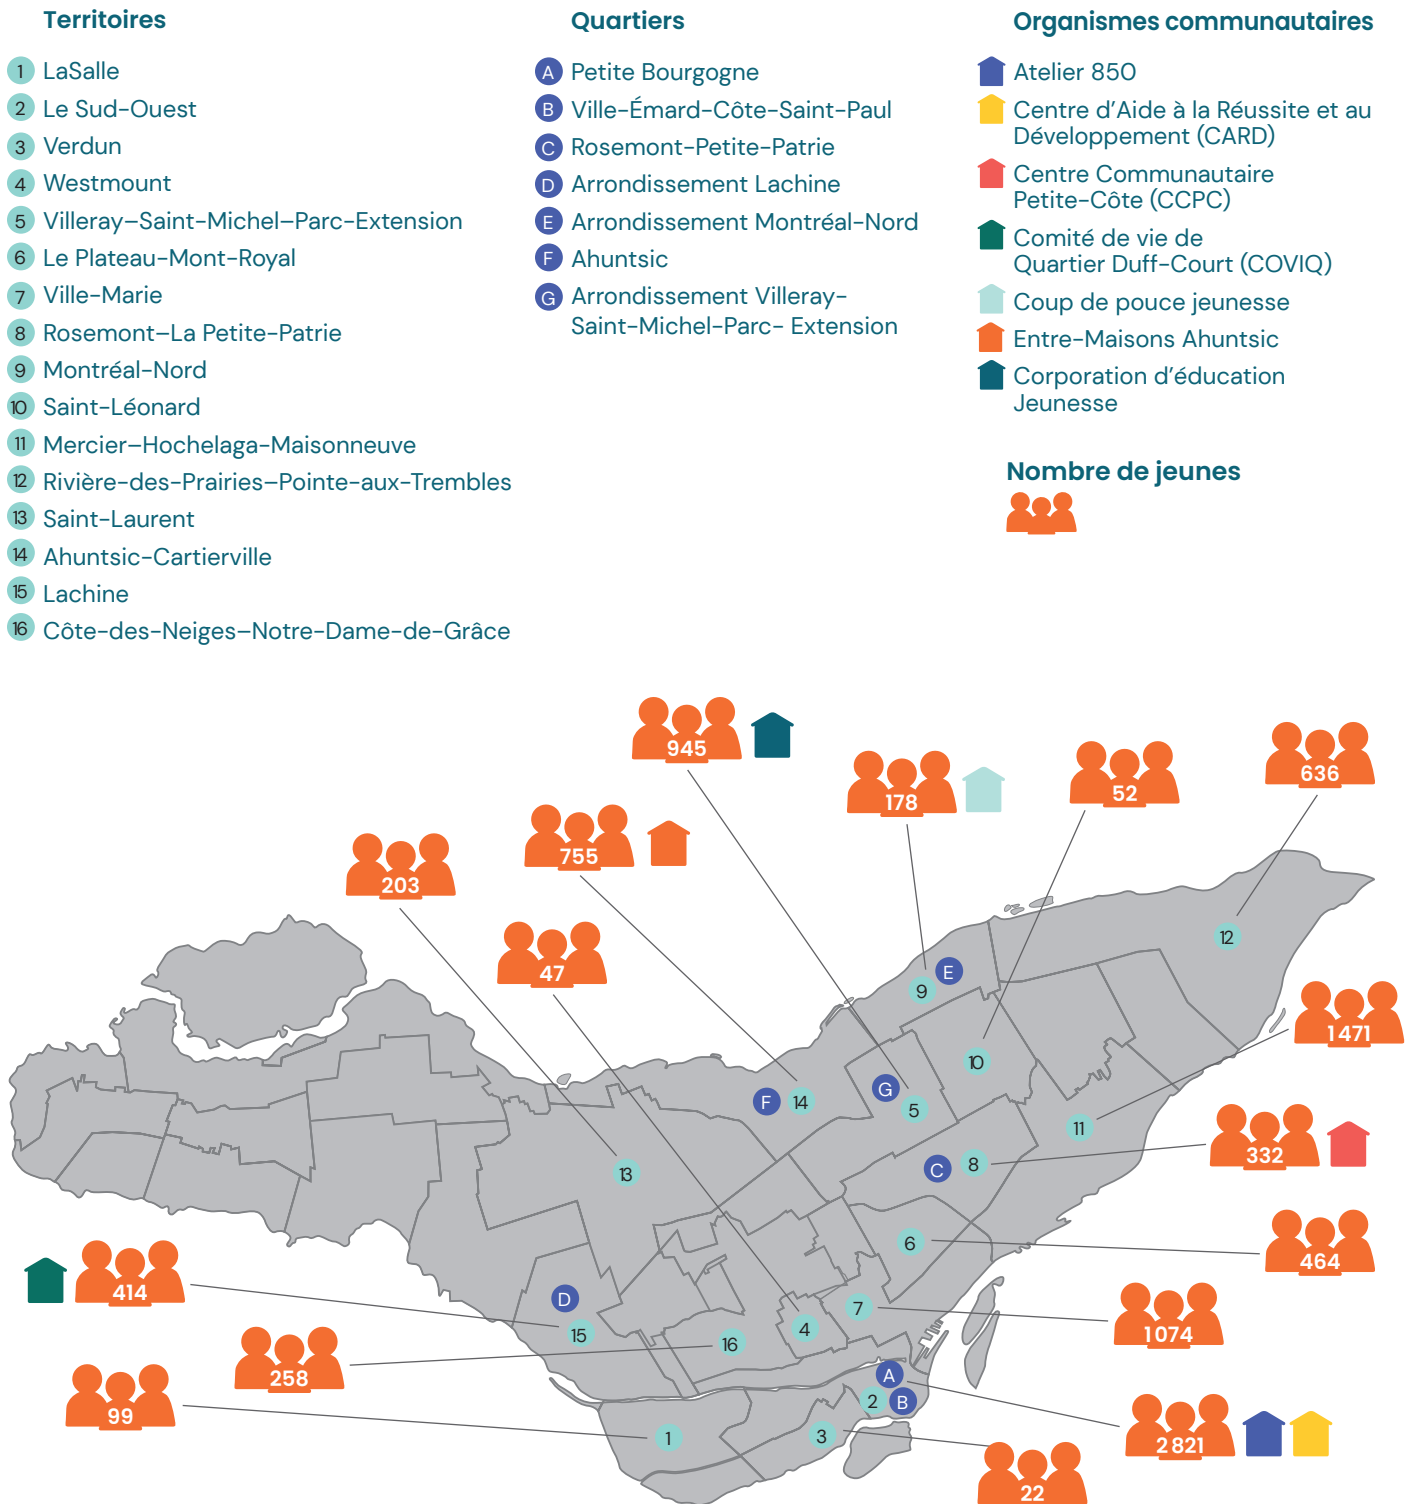 Territoires
1 LaSalle
2 Le Sud-Ouest
3 Verdun
4 Westmount
5 Villeray–Saint-Michel–Parc-Extension
6 Le Plateau-Mont-Royal
7 Ville-Marie
8 Rosemont–La Petite-Patrie
9 Montréal-Nord
10 Saint-Léonard
11 Mercier–Hochelaga-Maisonneuve
12 Rivière-des-Prairies–Pointe-aux-Trembles
13 Saint-Laurent
14 Ahuntsic-Cartierville
15 Lachine
16 Côte-des-Neiges–Notre-Dame-de-Grâce
Quartiers
A Petite Bourgogne
B Ville-Émard-Côte-Saint-Paul
C Rosemont-Petite-Patrie
D Arrondissement Lachine
E Arrondissement Montréal-Nord
F Ahuntsic
G Arrondissement Villeray-
Saint-Michel-Parc- Extension
Organismes communautaires
Atelier 850
Centre d'Aide à la Réussite et au
Développement (CARD)
Centre Communautaire
Petite-Côte (CCPC)
Comité de vie de
Quartier Duff-Court (COVIQ)
Coup de pouce jeunesse
Entre-Maisons Ahuntsic
Corporation d'éducation
Jeunesse
Nombre de jeunes
945
636
178
52
755
203
47
12
E
9
1 471
10
G
F
14
5
11
332
C
8
13
6
464
414
D
7
1 074
15
4
16
258
A
2
B
99
1
3
2 821
22